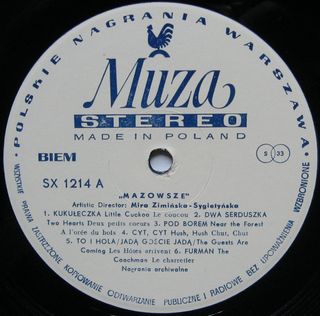 • POLSKIE NAGRANIA WARSZAWA •
Muza
STEREO
MADE IN POLAND
BIEM
S 33
SX 1214 A
„MAZOWSZE"
Artistic Director: Mira Zimińska-Sygietyńska
1. KUKUŁECZKA Little Cuckoo Le coucou 2. DWA SERDUSZKA
Two Hearts Deux petits coeurs 3. POD BOREM Near the Forest
A l'orée du bois 4. CYT, CYT Hush, Hush Chut, Chut
5. TO I HOLA/JADĄ GOŚCIE JADĄ/The Guests Are
Coming Les Hôtes arrivent 6. FURMAN The
Coachman Le charretier
Nagrania archiwalne
WSZYSTKIE PRAWA ZASTRZEŻONE KOPIOWANIE ODTWARZANIE PUBLICZNE I RADIOWE BEZ UPOWAŻNIENIA WZBRONIONE